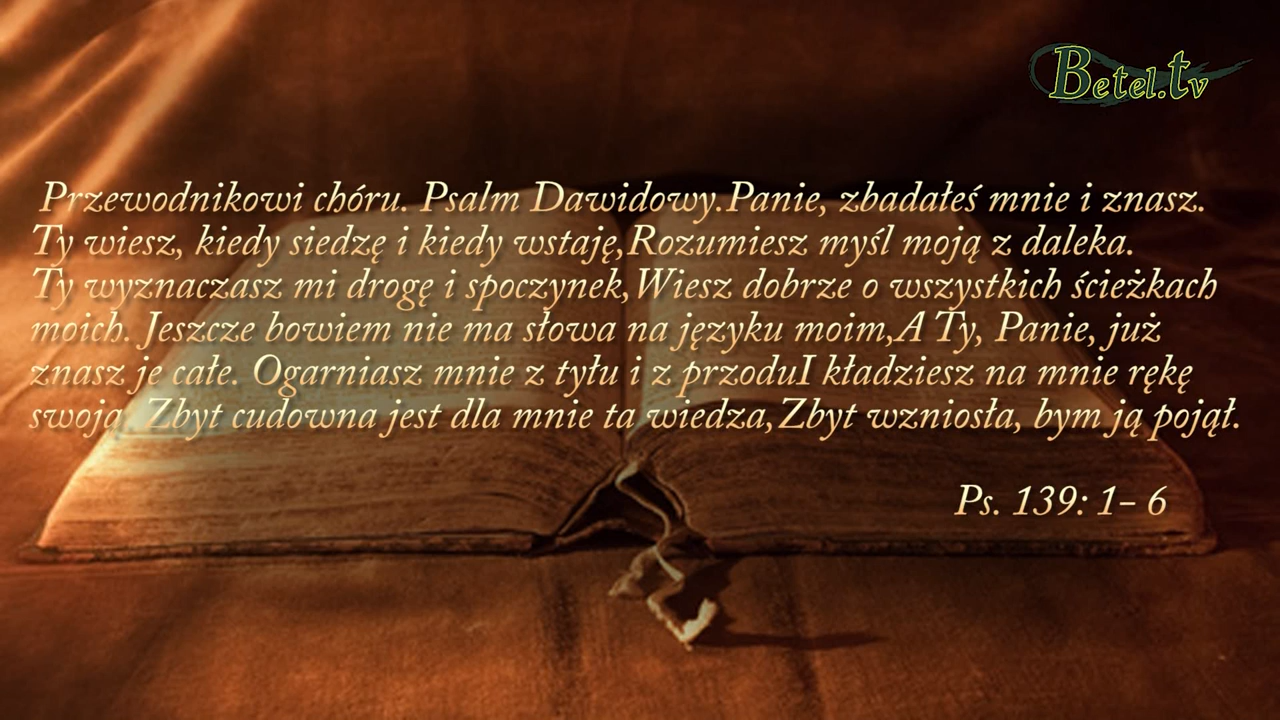 Betel.tv
Przewodnikowi chóru. Psalm Dawidowy.Panie, zbadałeś mnie i znasz.
Ty wiesz, kiedy siedzę i kiedy wstaję,Rozumiesz myśl moją z daleka.
Ty wyznaczasz mi drogę i spoczynek,Wiesz dobrze o wszystkich ścieżkach
moich. Jeszcze bowiem nie ma słowa na języku moim,A Ty, Panie, już
znasz je całe. Ogarniasz mnie z tyłu i z przoduI kładziesz na mnie rękę
swoją. Zbyt cudowna jest dla mnie ta wiedza,Zbyt wzniosła, bym ją pojął.
Ps. 139: 1- 6